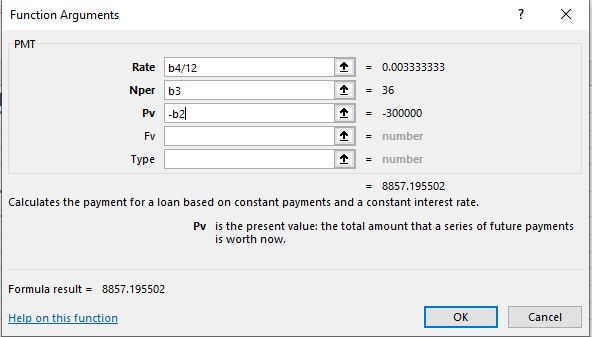 Function Arguments ? ×
PMT
Rate b4/12 = 0.003333333
Nper b3 = 36
Pv -b2 = -300000
Fv = number
Type = number
= 8857.195502
Calculates the payment for a loan based on constant payments and a constant interest rate.
Pv is the present value: the total amount that a series of future payments
is worth now.
Formula result = 8857.195502
Help on this function OK Cancel